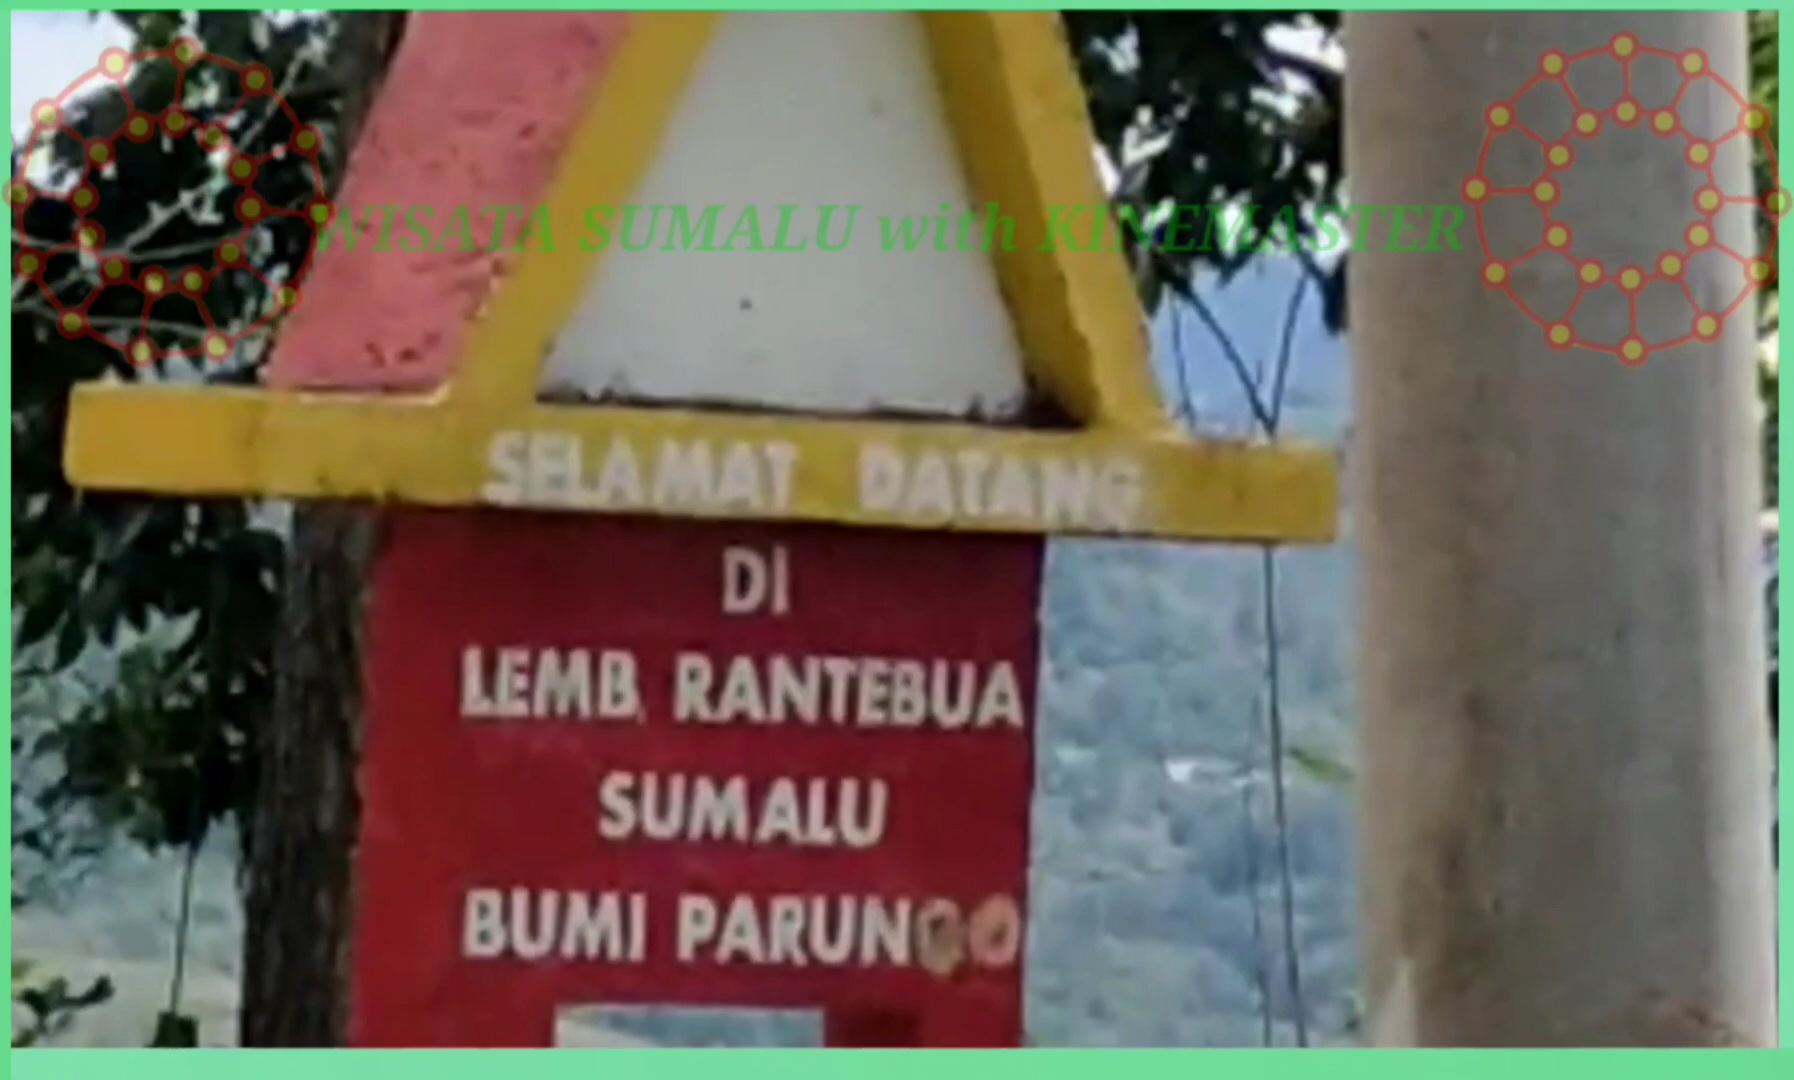 WISATA SUMALU with KINEMASTER
SELAMAT DATANG
DI
LEMB RANTEBUA
SUMALU
BUMI PARUNGO